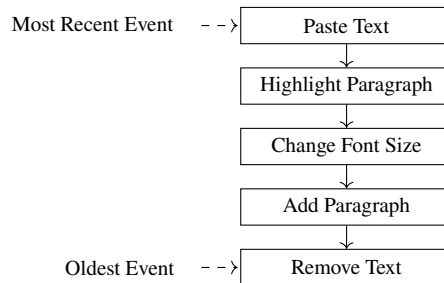 Most Recent Event
Paste Text
Highlight Paragraph
Change Font Size
Add Paragraph
Oldest Event
Remove Text